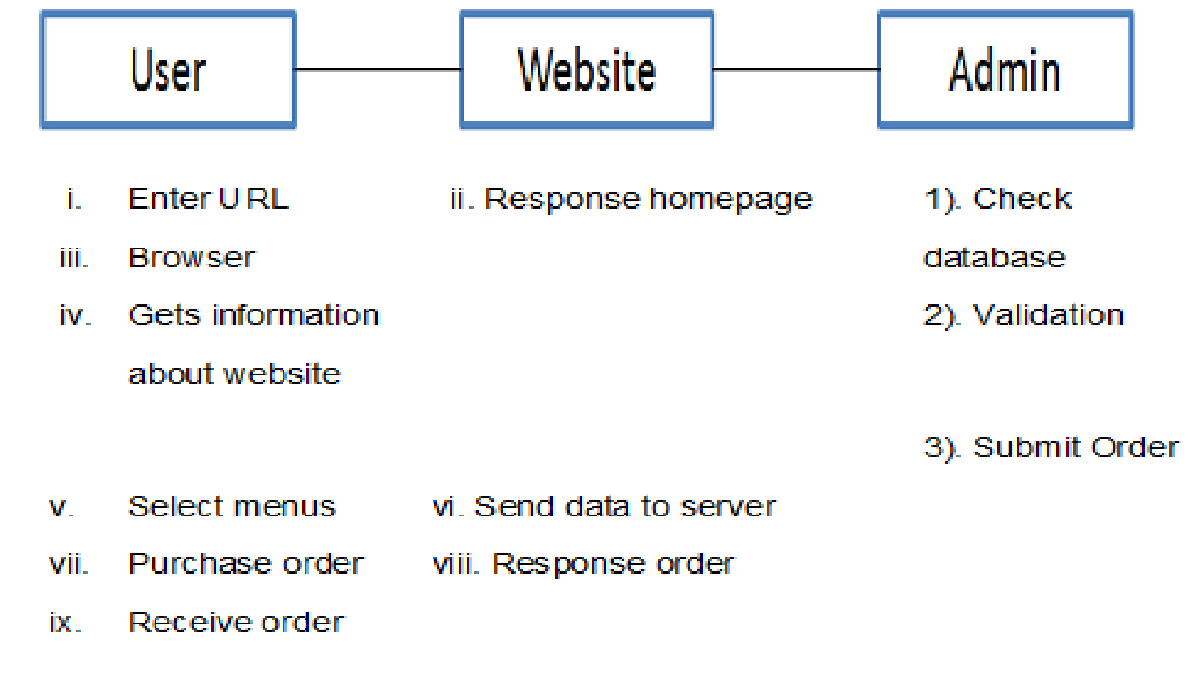 User Website Admin
i. Enter URL ii. Response homepage 1). Check
iii. Browser database
iv. Gets information 2). Validation
about website
3). Submit Order
v. Select menus vi. Send data to server
vii. Purchase order viii. Response order
ix. Receive order